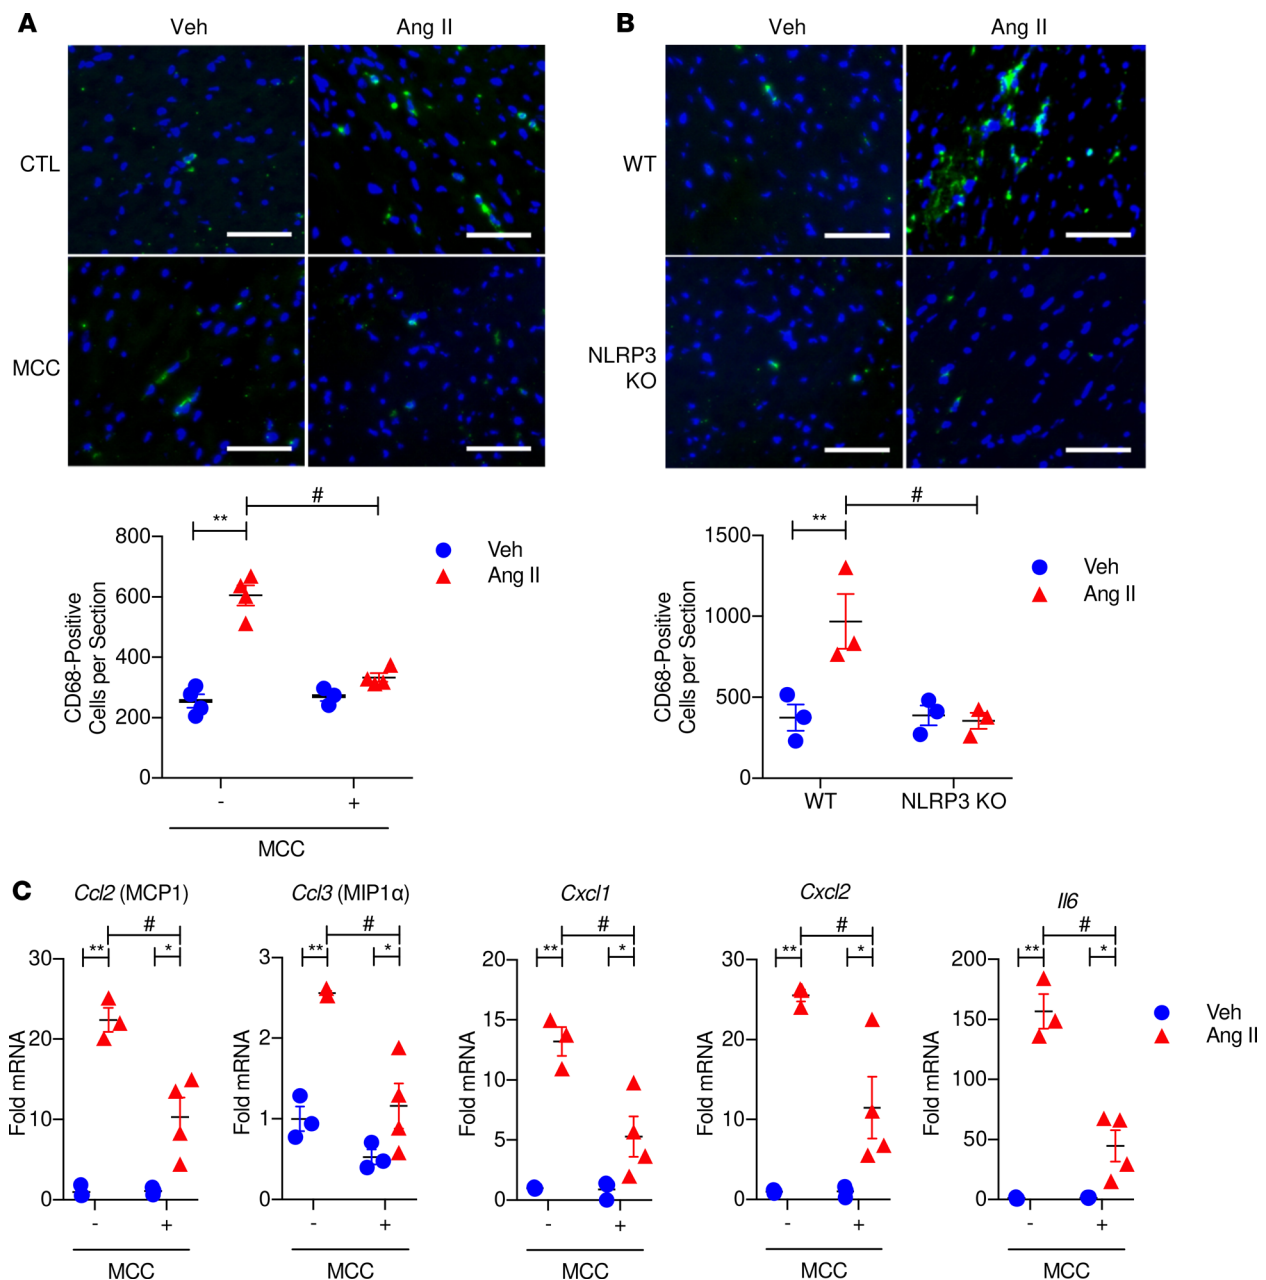 A
Veh
Ang II
CTL
MCC
#
**
800
600
400
200
0
CD68-Positive
Cells per Section
Veh
Ang II
-
+
MCC
B
Veh
Ang II
WT
NLRP3
KO
#
**
1500
1000
500
0
CD68-Positive
Cells per Section
Veh
Ang II
WT
NLRP3 KO
C
Ccl2 (MCP1)
#
**
*
30
20
10
0
Fold mRNA
-
+
MCC
Ccl3 (MIP1α)
#
**
*
3
2
1
0
Fold mRNA
-
+
MCC
Cxcl1
#
**
*
20
15
10
5
0
Fold mRNA
-
+
MCC
Cxcl2
#
**
*
30
20
10
0
Fold mRNA
-
+
MCC
Il6
#
**
*
200
150
100
50
0
Fold mRNA
-
+
MCC
Veh
Ang II